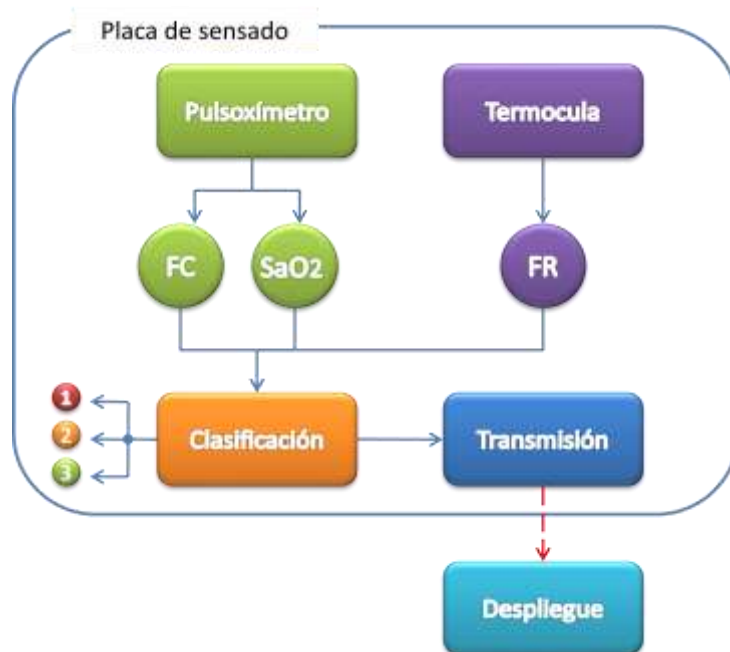 Placa de sensado
Pulsoxímetro
Termocula
FC
SaO2
FR
1
2
3
Clasificación
Transmisión
Despliegue